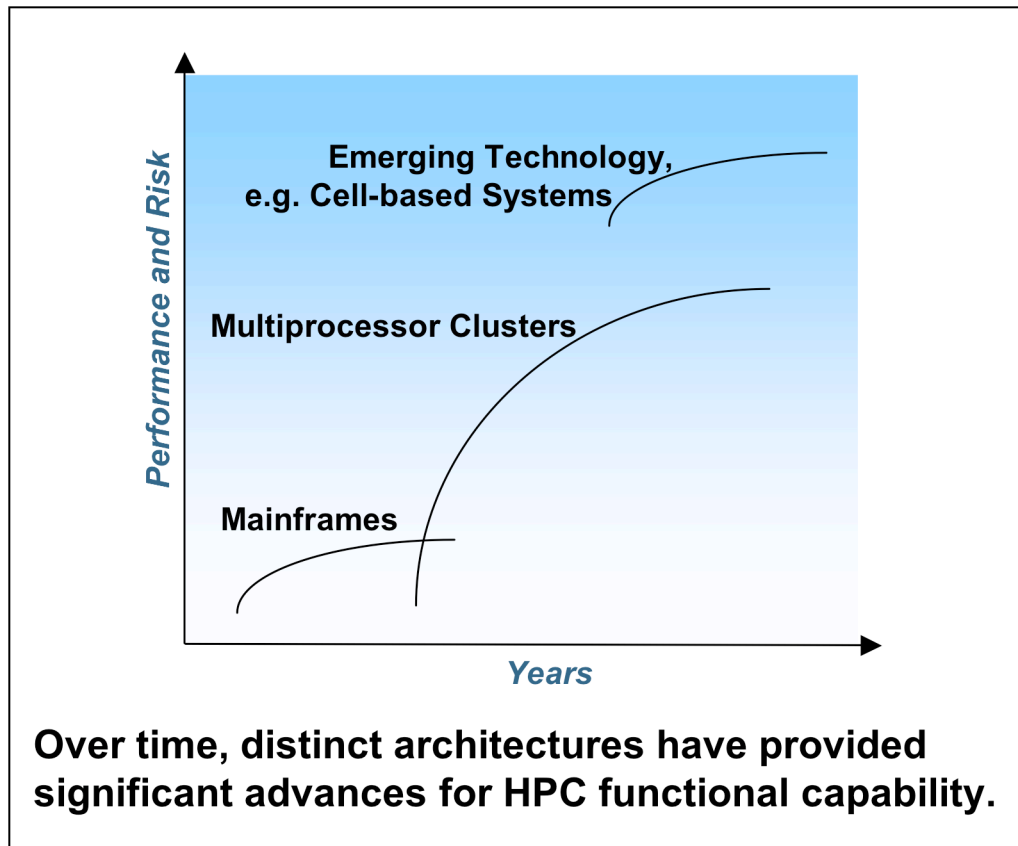 Emerging Technology,
e.g. Cell-based Systems
Performance and Risk
Multiprocessor Clusters
Mainframes
Years
Over time, distinct architectures have provided
significant advances for HPC functional capability.